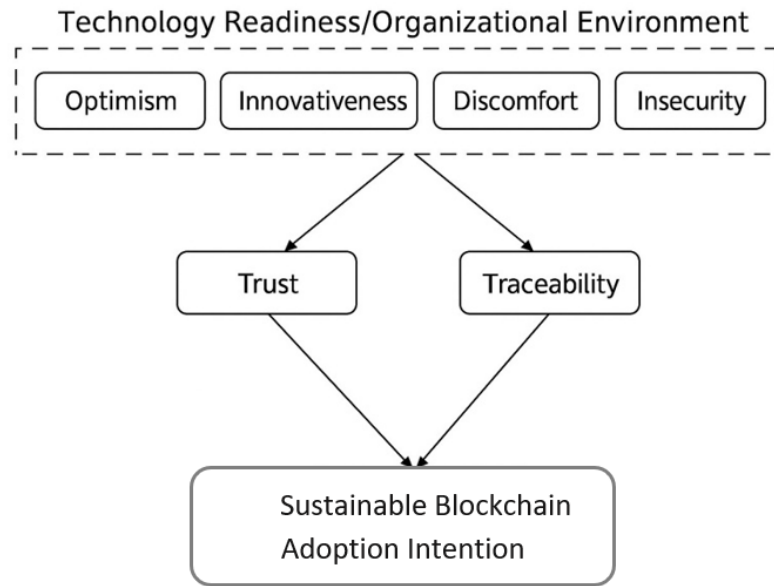 Technology Readiness/Organizational Environment
Optimism
Innovativeness
Discomfort
Insecurity
Trust
Traceability
Sustainable Blockchain
Adoption Intention